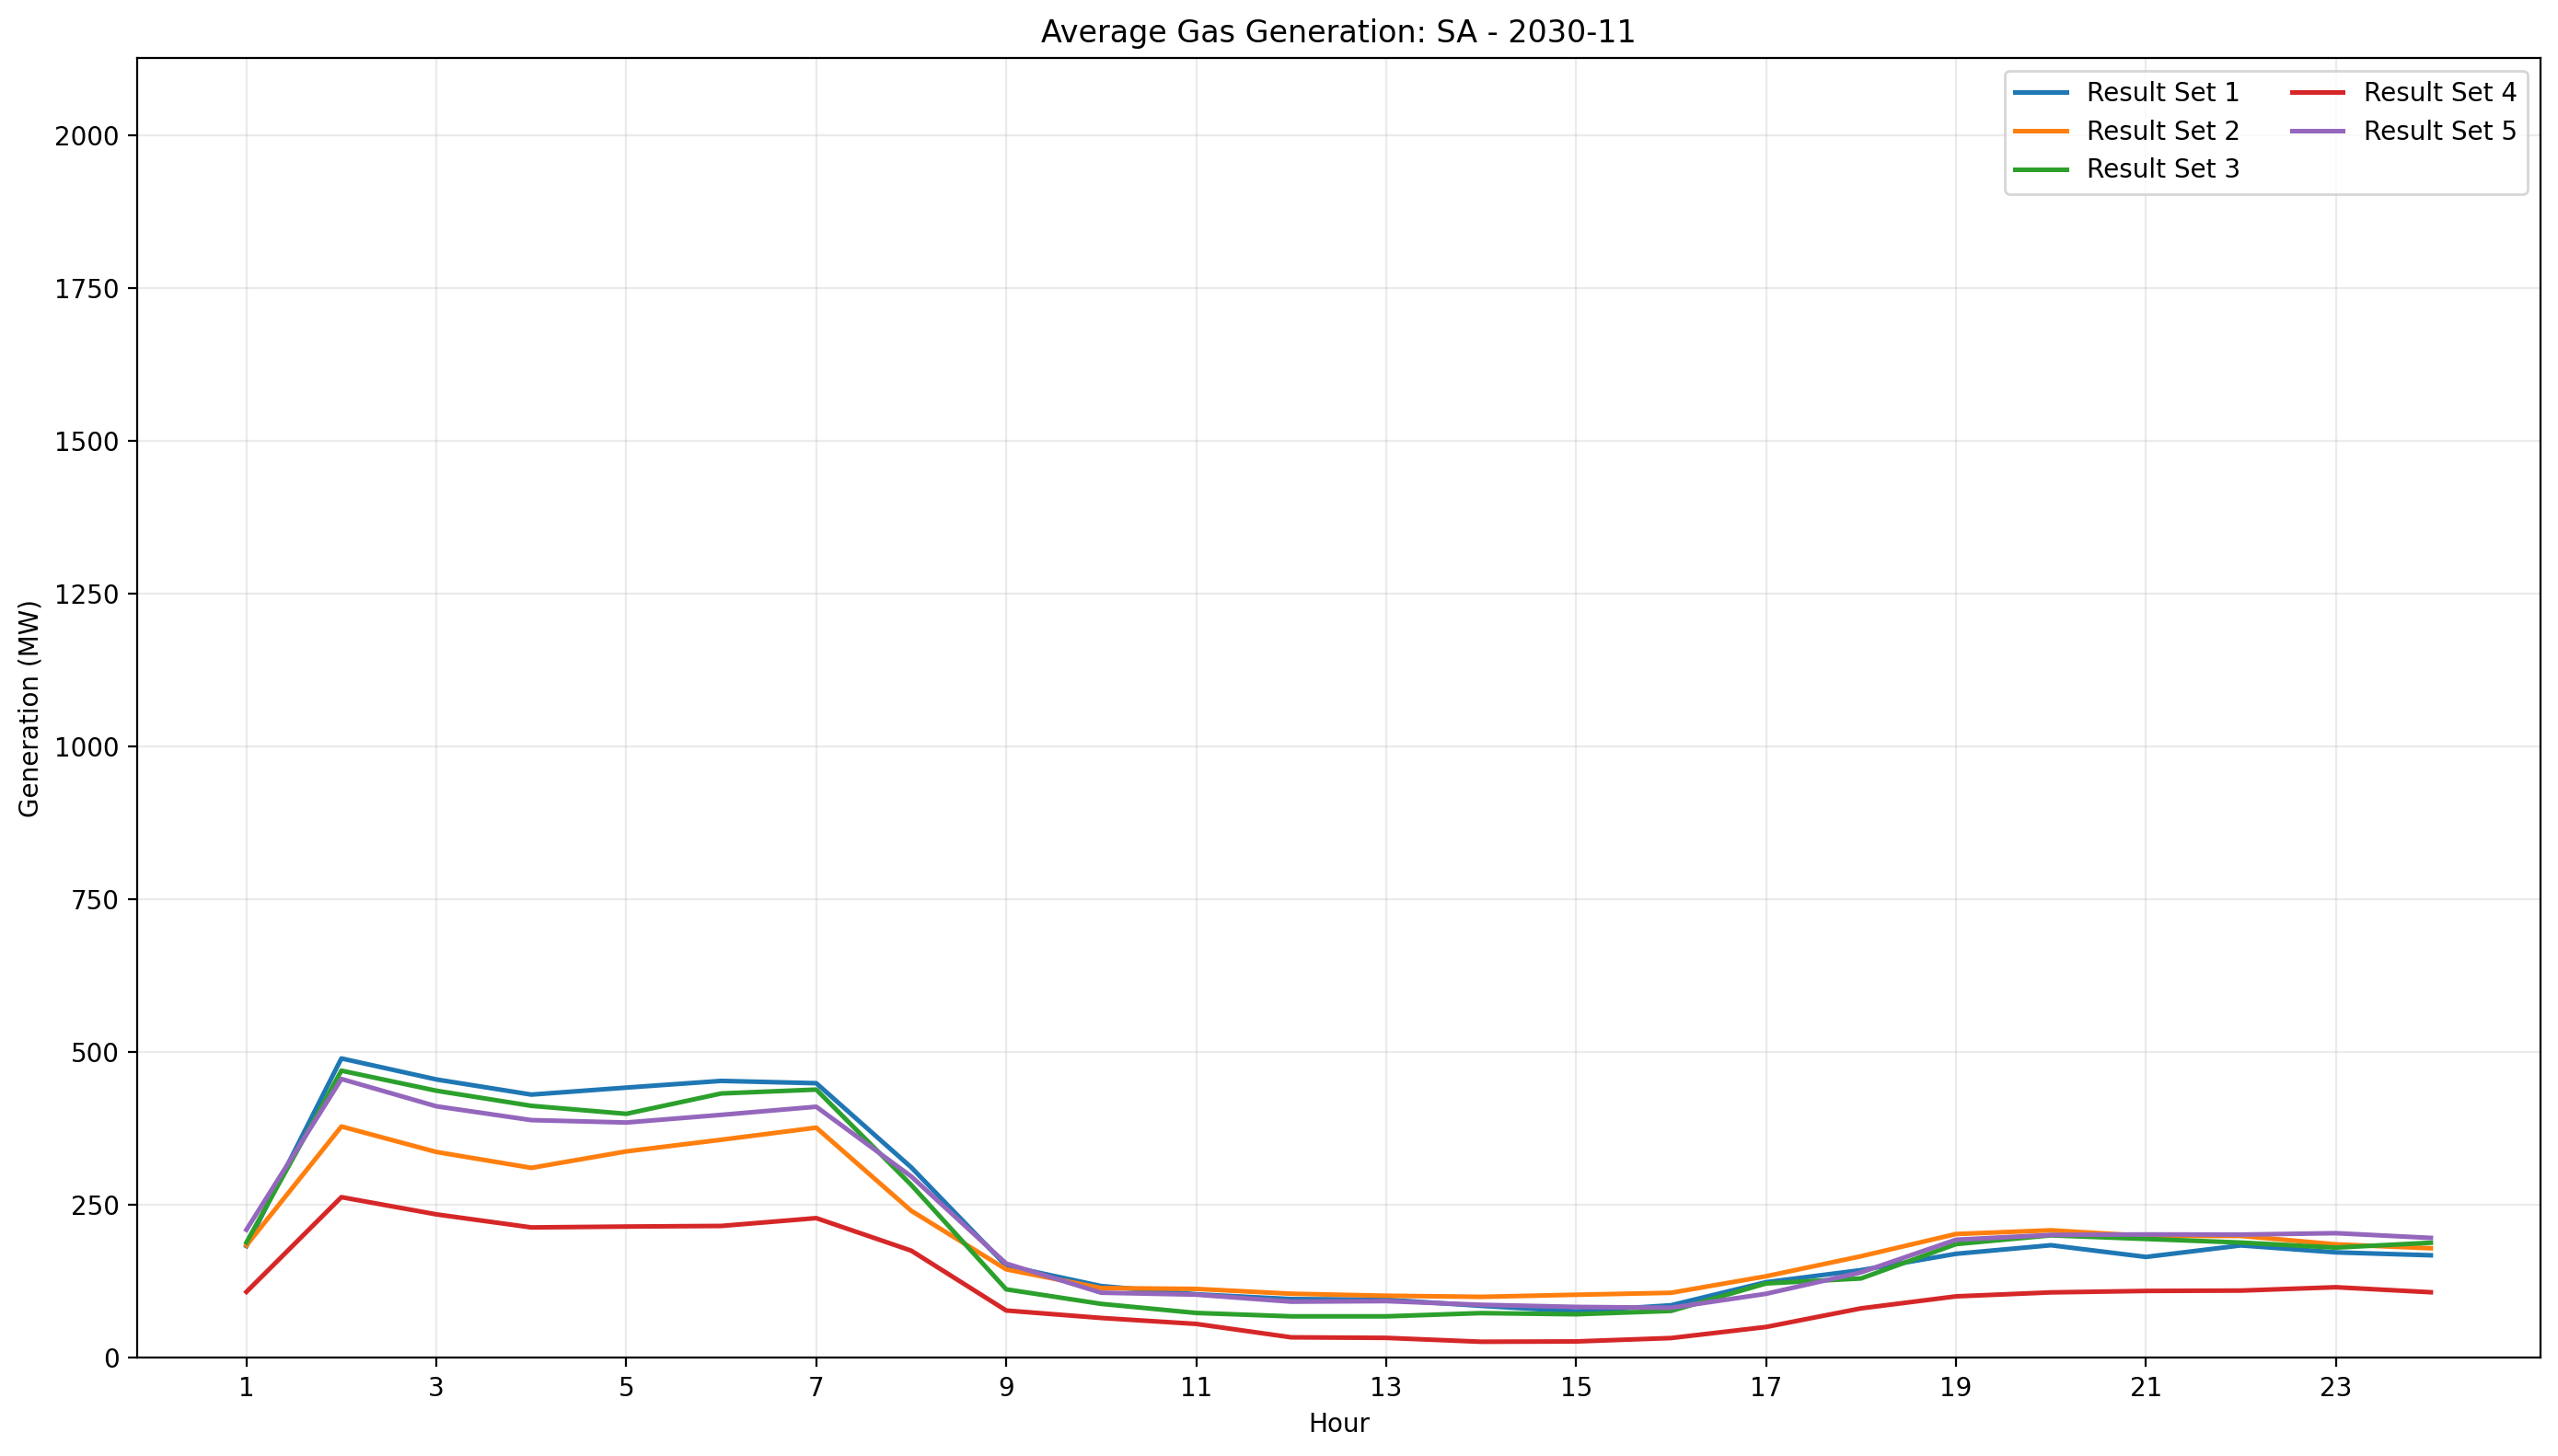 Average Gas Generation: SA - 2030-11
Result Set 1
Result Set 2
Result Set 3
Result Set 4
Result Set 5
Generation (MW)
2000
1750
1500
1250
1000
750
500
250
0
1 3 5 7 9 11 13 15 17 19 21 23
Hour